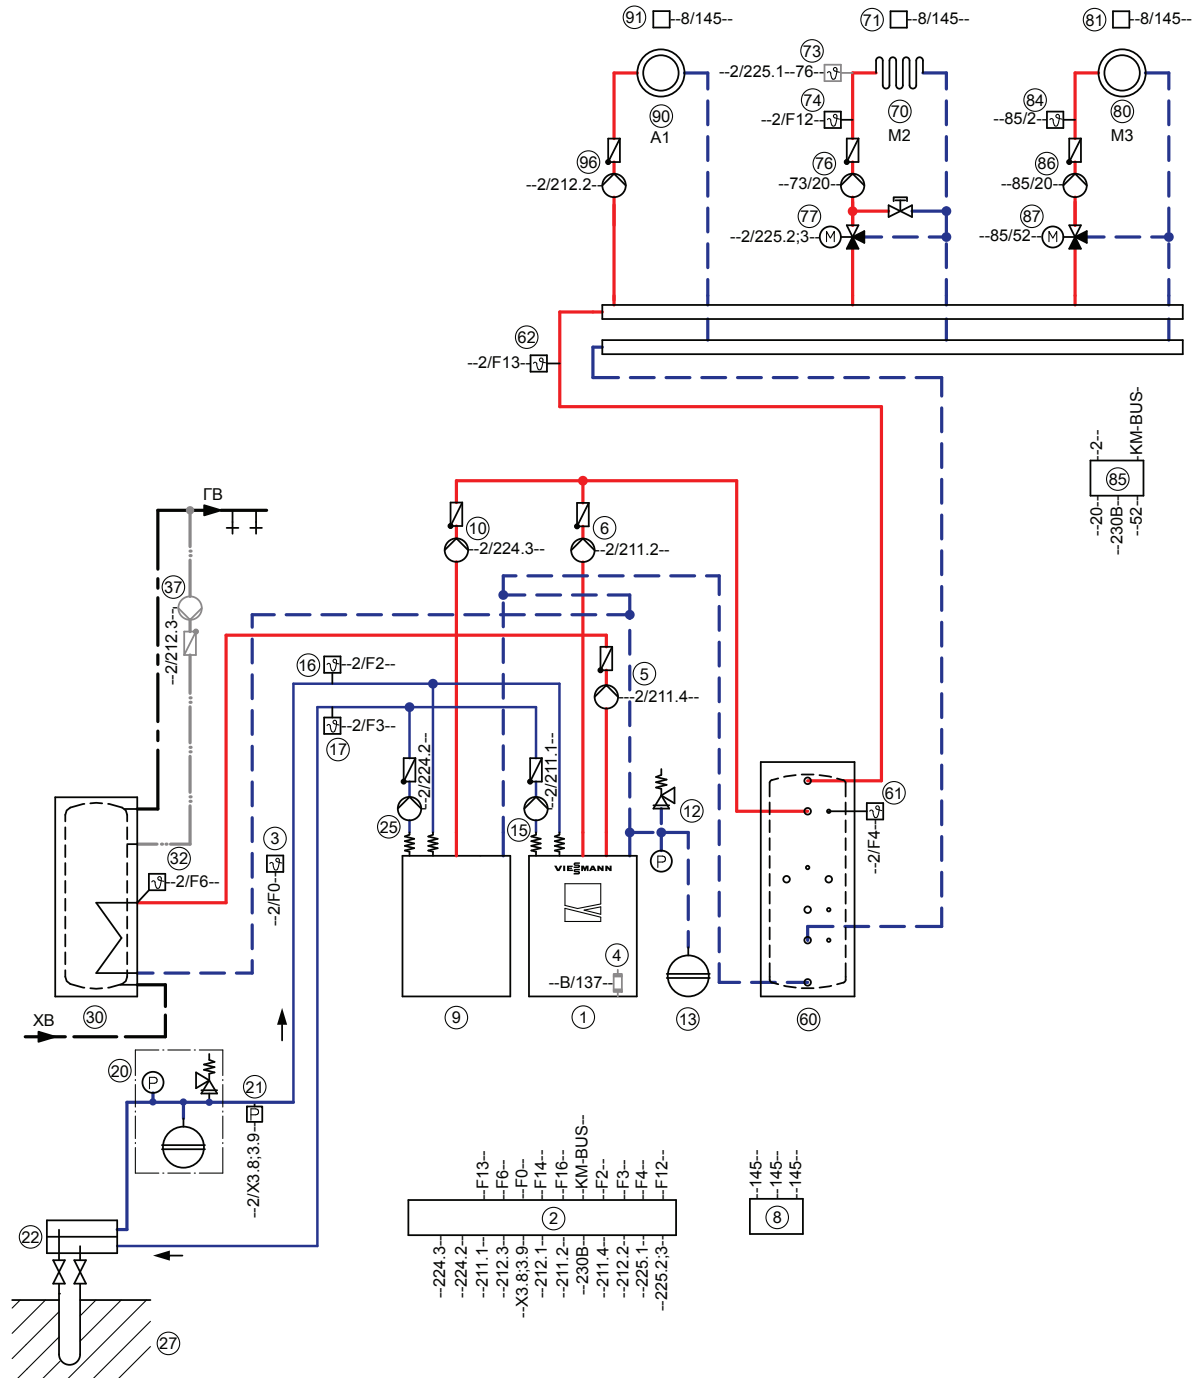 91 --8/145--
71 --8/145--
81 --8/145--
73
--2/225.1--76--
74
--2/F12--
84
--85/2--
90
A1
70
M2
80
M3
96
--2/212.2--
76
--73/20--
86
--85/20--
77
--2/225.2;3-- M
87
--85/52-- M
62
--2/F13--
--2--
KM-BUS-
85
--20--
--230В--
--52--
ГВ
10
--2/224.3--
6
--2/211.2--
37
--2/212.3--
16 --2/F2--
5
---2/211.4--
17 --2/F3--
--2/224.2--
--2/211.1--
25
15
12
61
--2/F4--
3
--2/F0--
32
--2/F6--
P
VIESSMANN
4
--B/137--
30
9
1
13
60
ХВ
20
P
21
P
--2/X3.8;3.9--
22
27
--F13--
--F6--
--F0--
--F14--
--F16--
--KM-BUS--
--F2--
--F3--
--F4--
--F12--
2
--224.3--
--224.2--
--211.1--
--212.3--
--X3.8;3.9--
--212.1--
--211.2--
--230В--
--211.4--
--212.2--
--225.1--
--225.2;3--
--145--
--145--
--145--
8